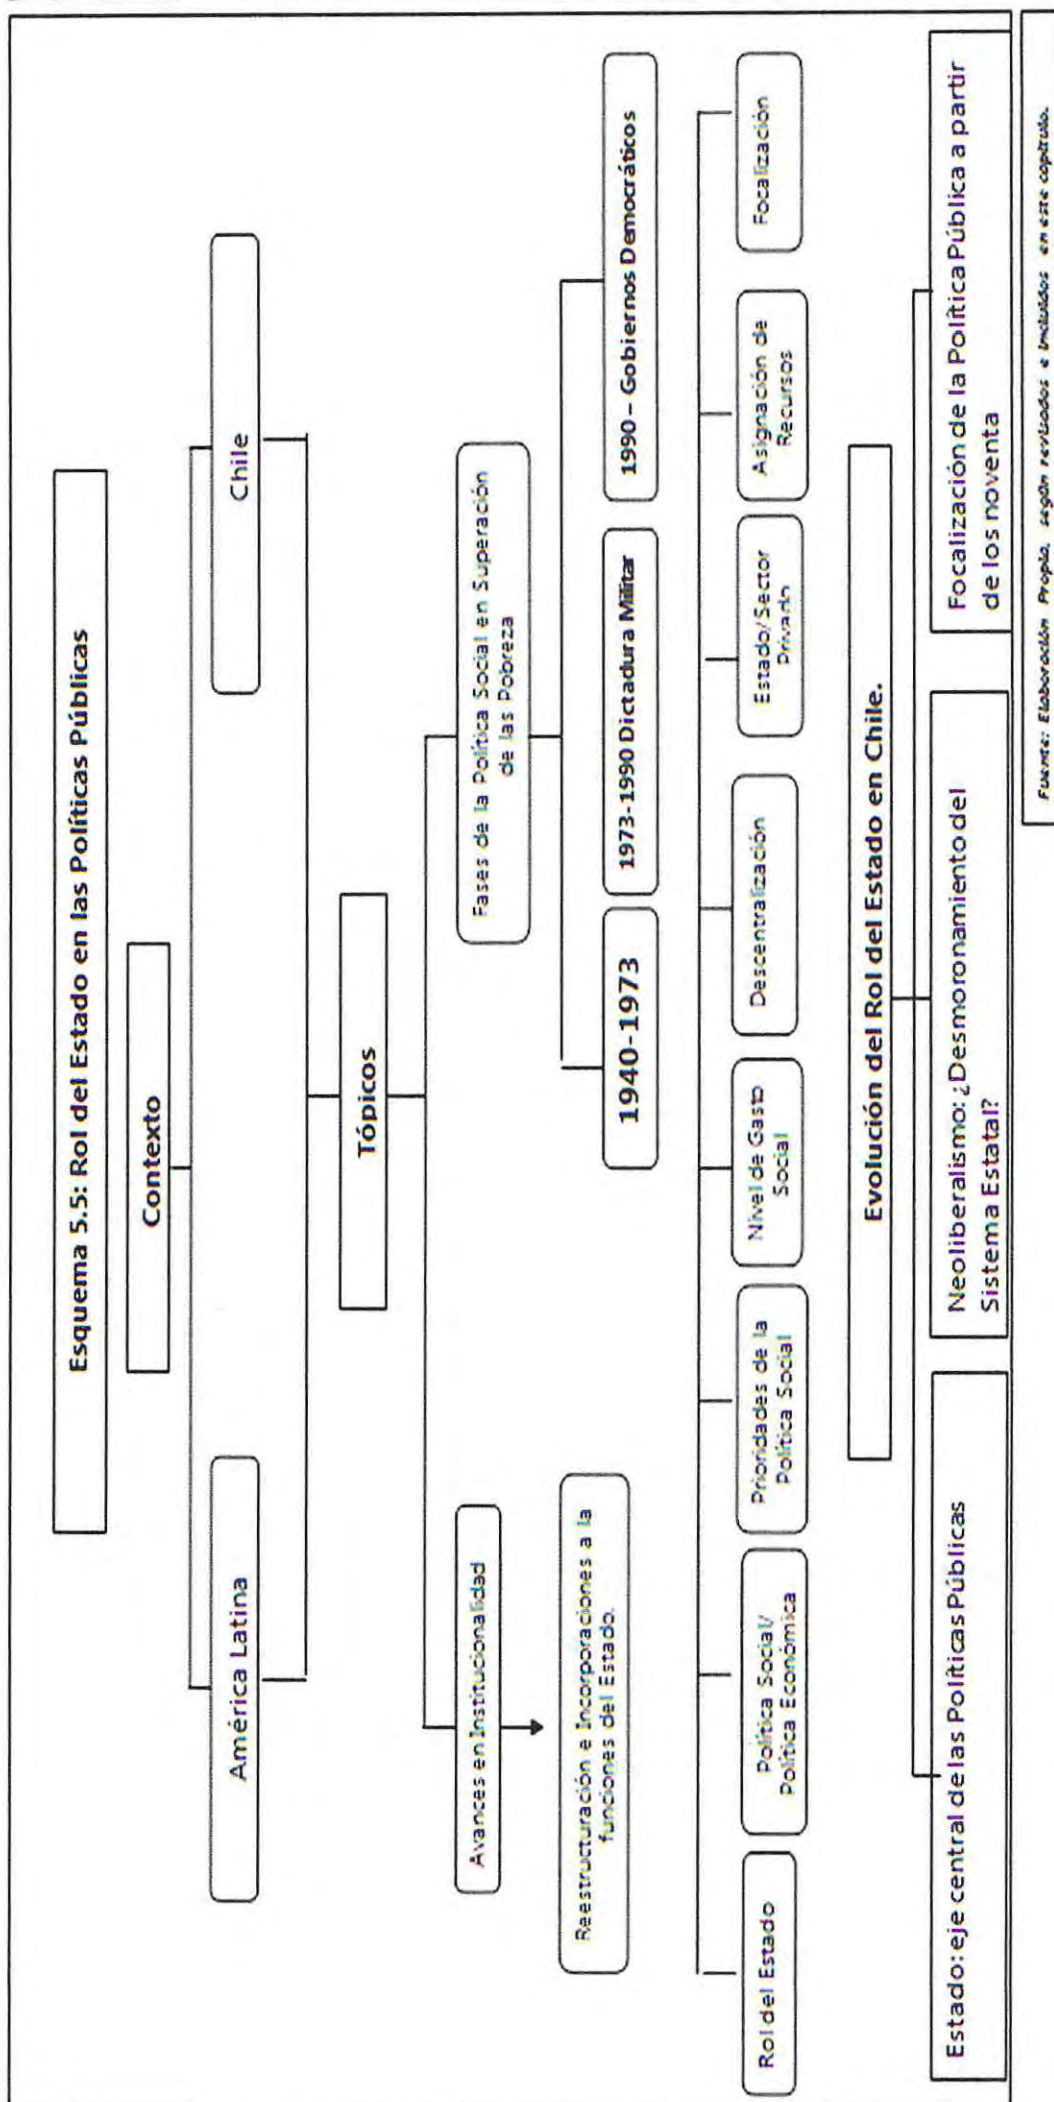 Esquema 5.5: Rol del Estado en las Políticas Públicas
Contexto
América Latina
Chile
Tópicos
Avances en Institucionalidad
Fases de la Política Social en Superación
de las Pobreza
Reestructuración e Incorporaciones a la
funciones del Estado.
1940-1973
1973-1990 Dictadura Militar
1990 – Gobiernos Democráticos
Rol del Estado
Política Social/
Política Económica
Prioridades de la
Política Social
Nivel de Gasto
Social
Descentralización
Estado/Sector
Privado
Asignación de
Recursos
Focalización
Evolución del Rol del Estado en Chile.
Estado: eje central de las Políticas Públicas
Neoliberalismo: ¿Desmoronamiento del
Sistema Estatal?
Focalización de la Política Pública a partir
de los noventa
Fuente: Elaboración Propia, según revisados e incluidos en este capítulo.